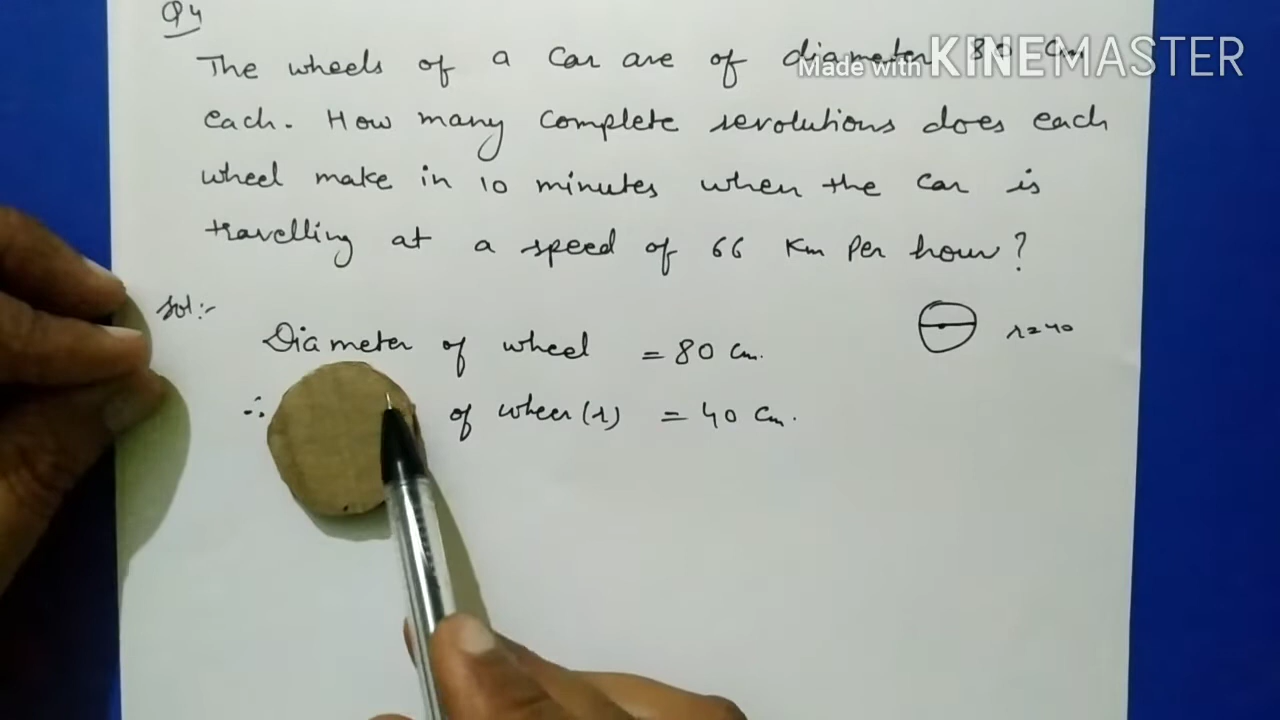 Q4
The wheels of a Car are of diameter 80 Cm
Made with KINEMASTER
each. How many complete revolutions does each
wheel make in 10 minutes when the Car is
travelling at a speed of 66 Km Per hour?
Sol:-
Diameter of wheel = 80 Cm.
r=40
∴ of wheel (r) = 40 Cm.